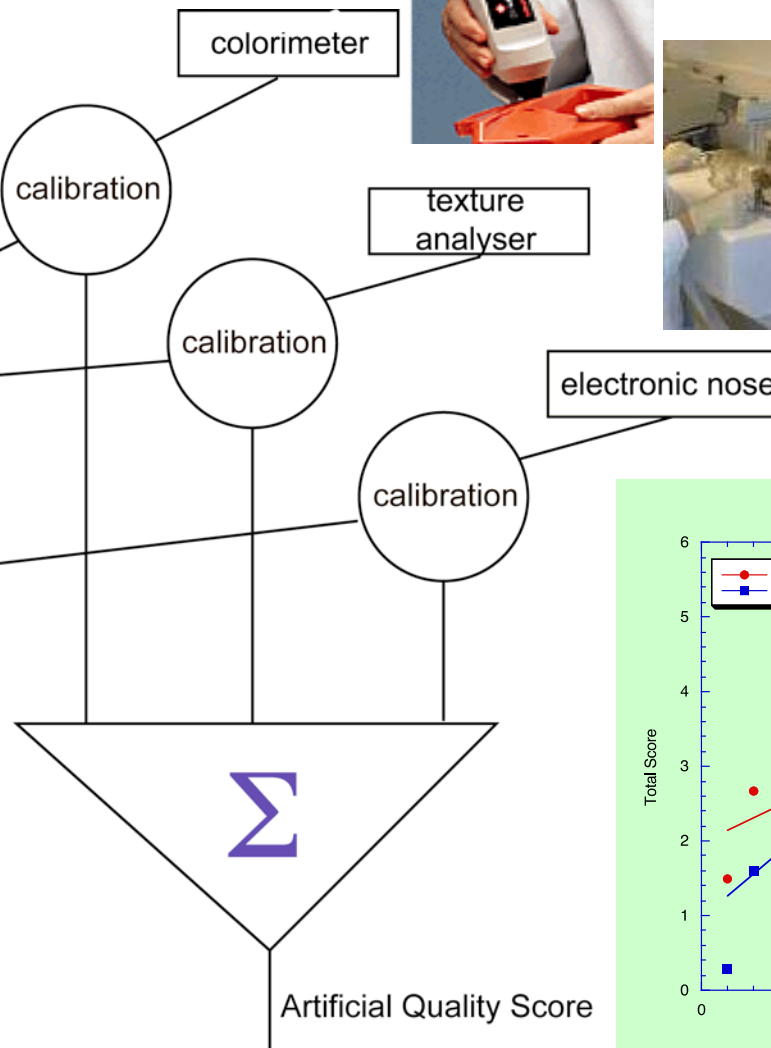 colorimeter
calibration
texture
analyser
calibration
electronic nose
calibration
6
5
4
3
2
1
0
0
Total Score
Σ
Artificial Quality Score